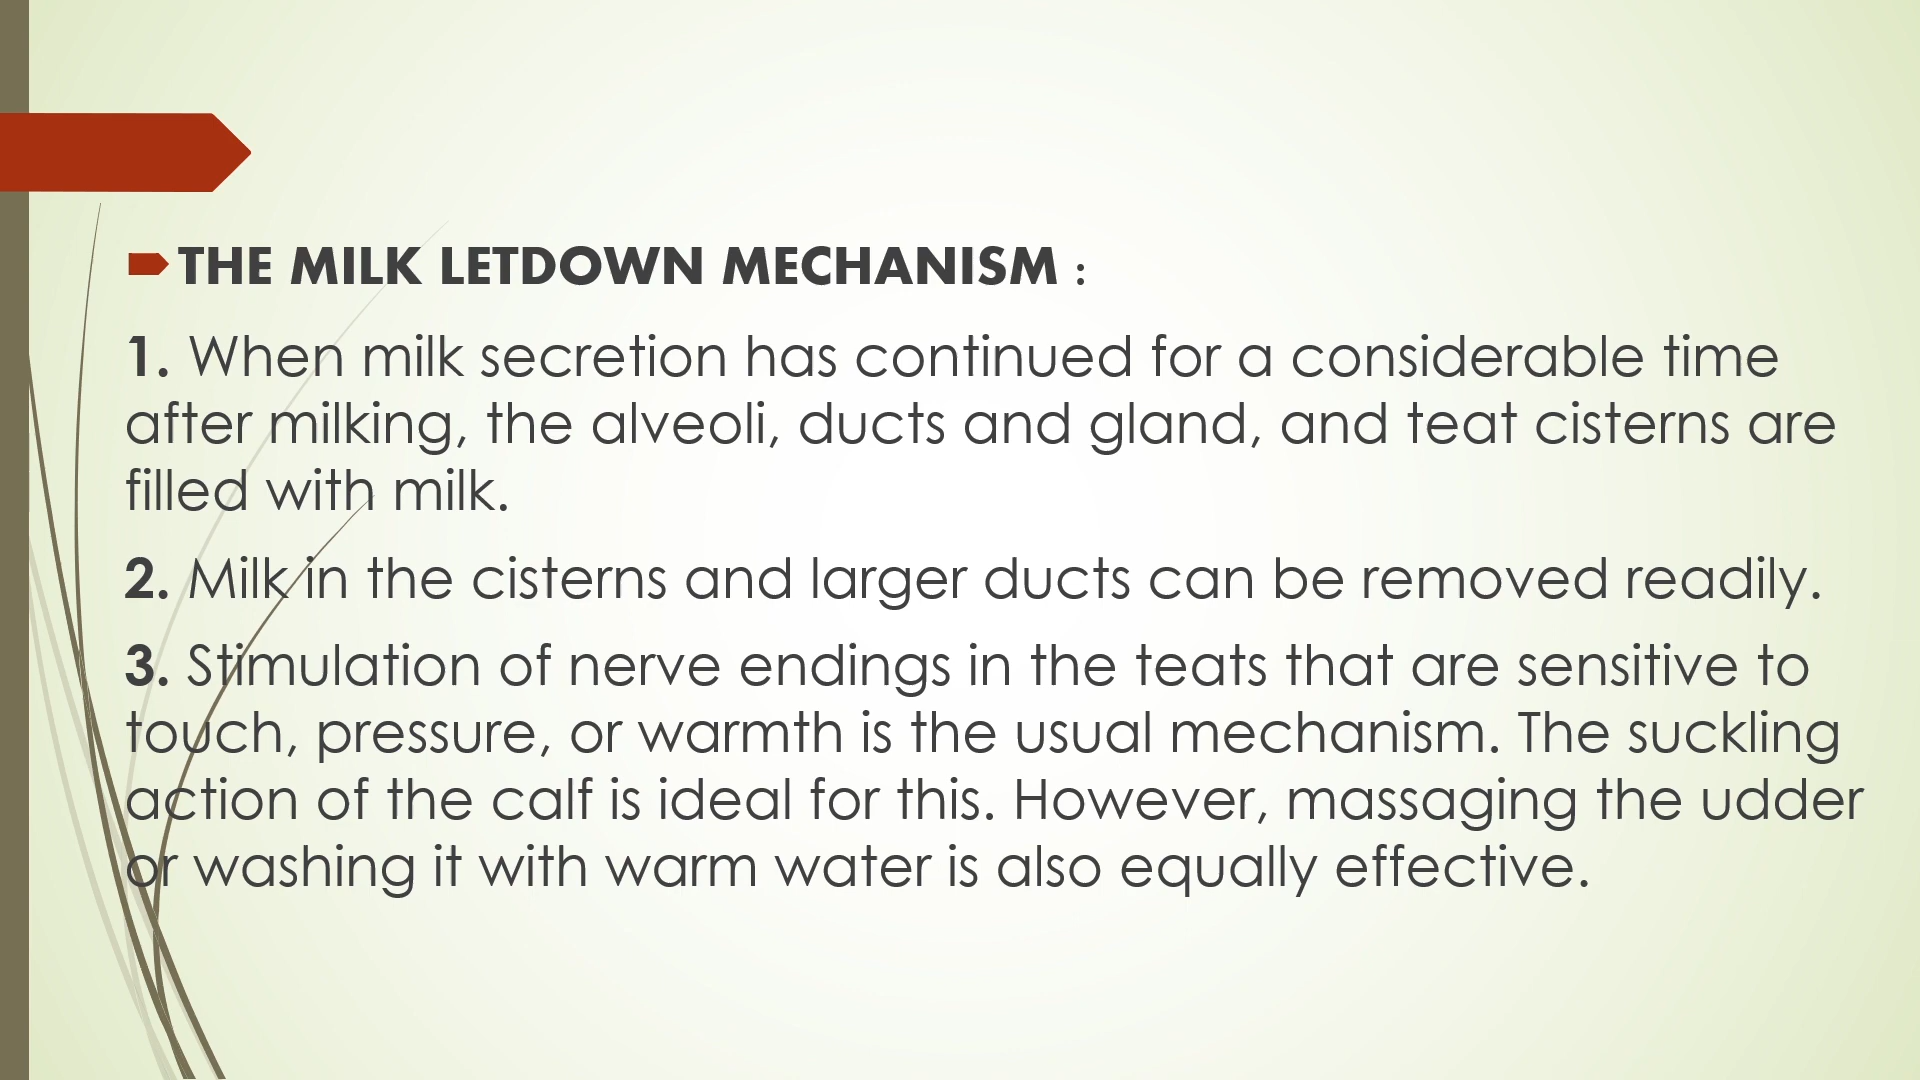 THE MILK LETDOWN MECHANISM :
1. When milk secretion has continued for a considerable time
after milking, the alveoli, ducts and gland, and teat cisterns are
filled with milk.
2. Milk in the cisterns and larger ducts can be removed readily.
3. Stimulation of nerve endings in the teats that are sensitive to
touch, pressure, or warmth is the usual mechanism. The suckling
action of the calf is ideal for this. However, massaging the udder
or washing it with warm water is also equally effective.